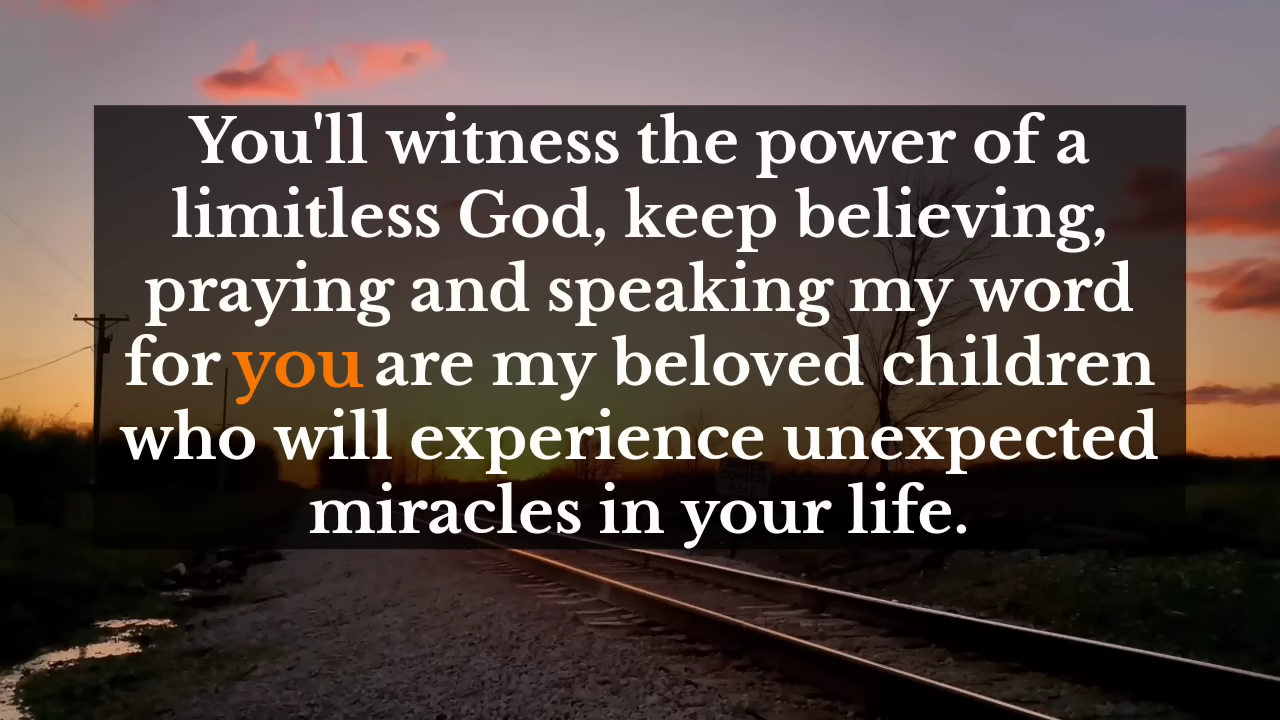 You'll witness the power of a
limitless God, keep believing,
praying and speaking my word
for you are my beloved children
who will experience unexpected
miracles in your life.